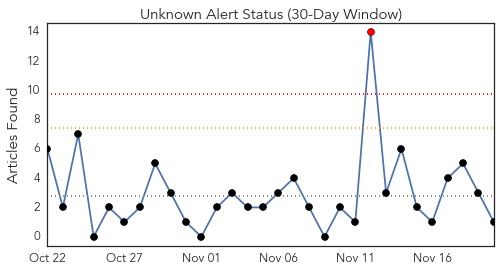 Unknown Alert Status (30-Day Window)
Articles Found
14
12
10
8
6
4
2
0
Oct 22 Oct 27 Nov 01 Nov 06 Nov 11 Nov 16